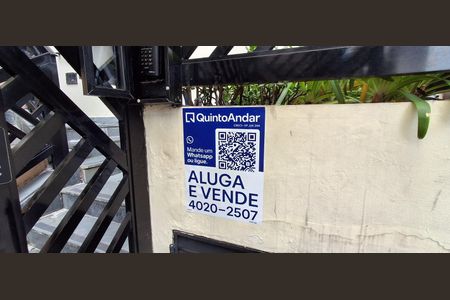 QuintoAndar
Mande um
Whatsapp
ou ligue.
ALUGA
E VENDE
4020-2507